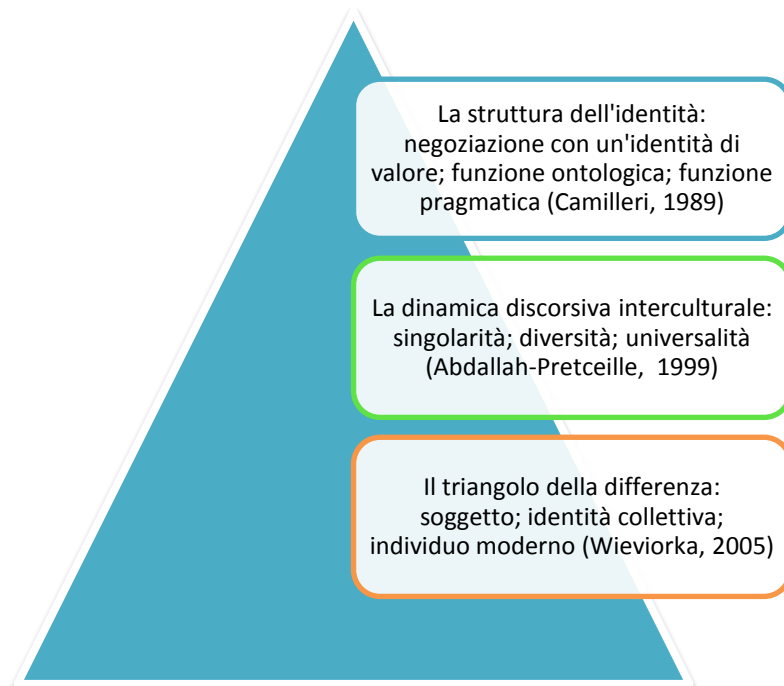 La struttura dell'identità:
negoziazione con un'identità di
valore; funzione ontologica; funzione
pragmatica (Camilleri, 1989)
La dinamica discorsiva interculturale:
singolarità; diversità; universalità
(Abdallah-Pretceille, 1999)
Il triangolo della differenza:
soggetto; identità collettiva;
individuo moderno (Wieviorka, 2005)